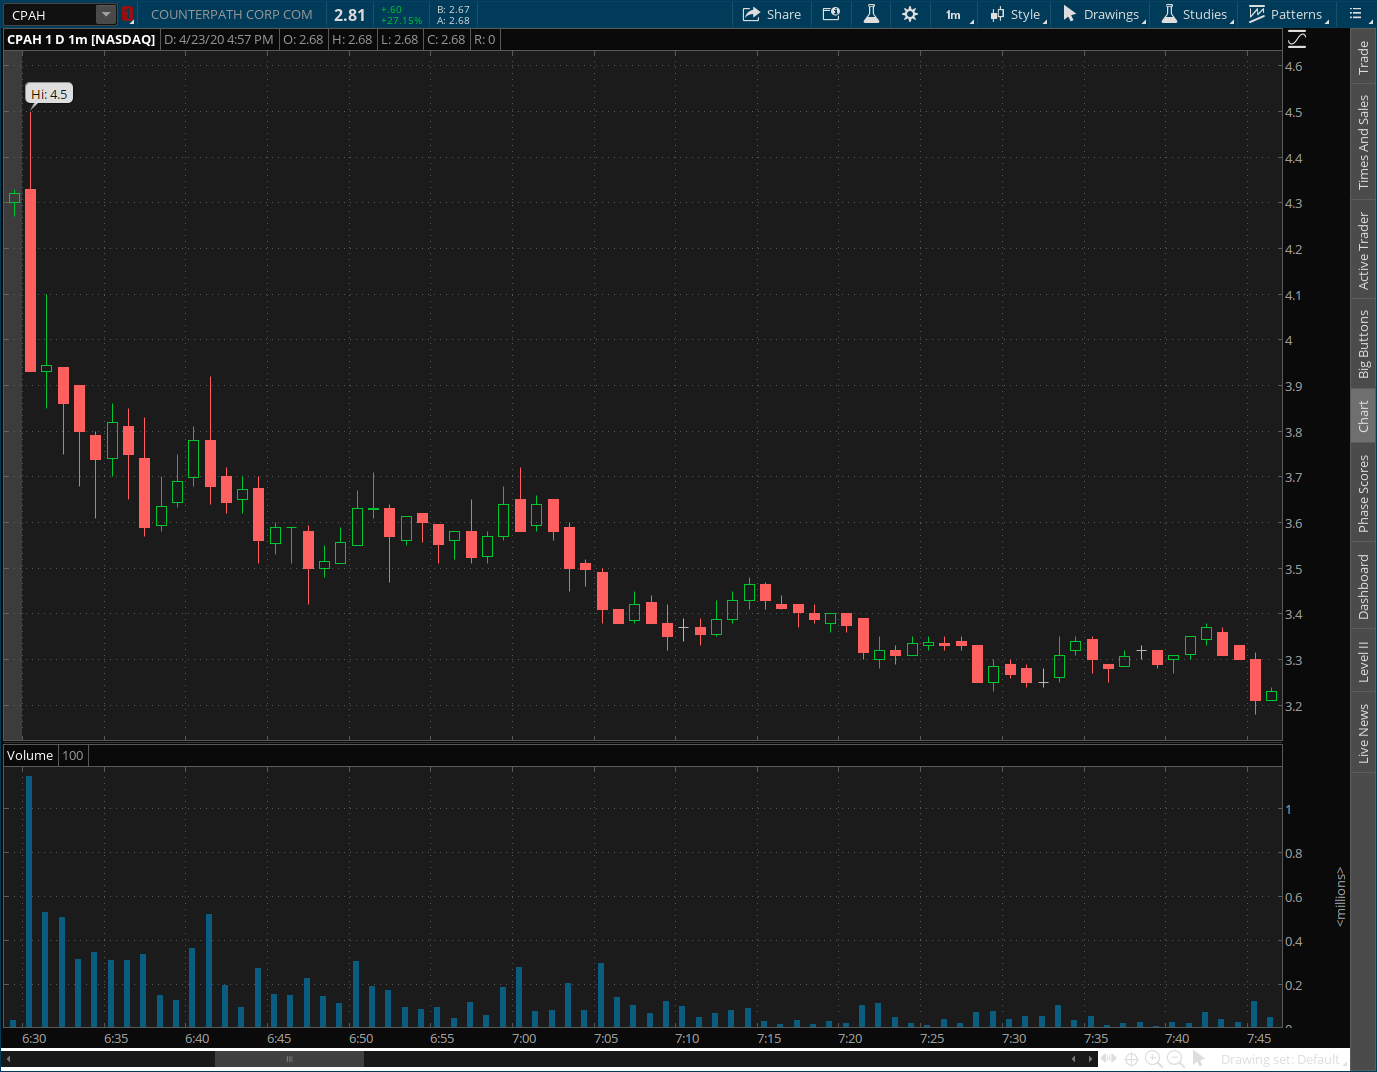 CPAH
1
COUNTERPATH CORP COM
2.81
+.60
+27.15%
B: 2.67
A: 2.68
Share
1m
Style
Drawings
Studies
Patterns
CPAH 1 D 1m [NASDAQ]
D: 4/23/20 4:57 PM
O: 2.68
H: 2.68
L: 2.68
C: 2.68
R: 0
Hi: 4.5
4.6
4.5
4.4
4.3
4.2
4.1
4
3.9
3.8
3.7
3.6
3.5
3.4
3.3
3.2
Trade
Times And Sales
Active Trader
Big Buttons
Chart
Phase Scores
Dashboard
Level II
Live News
Volume
100
1
0.8
0.6
0.4
0.2
0
<millions>
6:30
6:35
6:40
6:45
6:50
6:55
7:00
7:05
7:10
7:15
7:20
7:25
7:30
7:35
7:40
7:45
Drawing set: Default